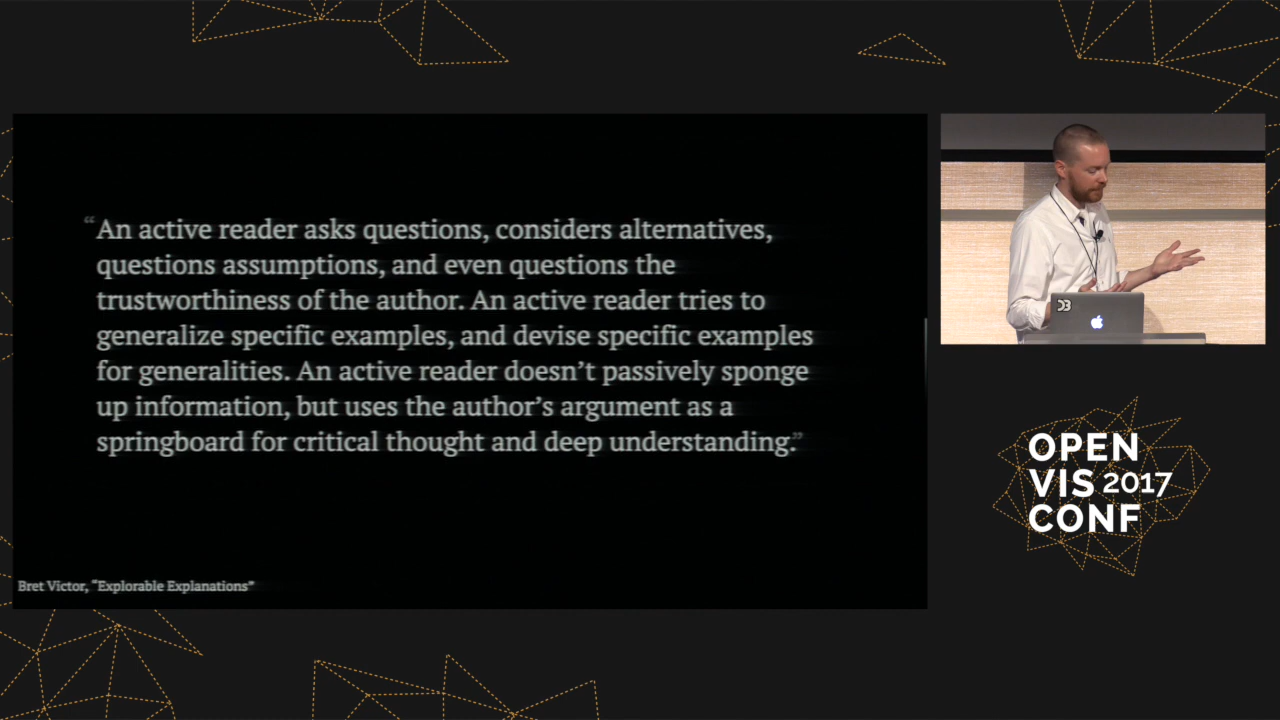 “An active reader asks questions, considers alternatives,
questions assumptions, and even questions the
trustworthiness of the author. An active reader tries to
generalize specific examples, and devise specific examples
for generalities. An active reader doesn’t passively sponge
up information, but uses the author’s argument as a
springboard for critical thought and deep understanding.”
Bret Victor, “Explorable Explanations”
D3
OPEN
VIS 2017
CONF